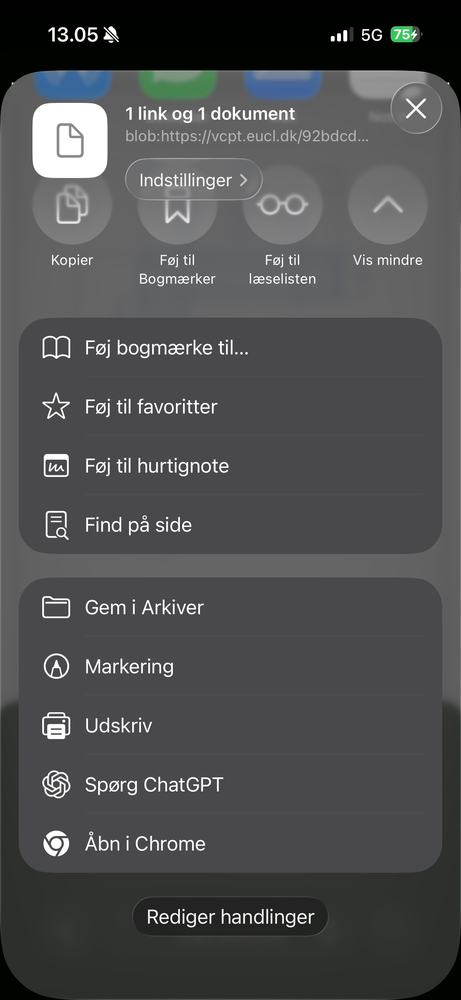 13.05
5G
75
1 link og 1 dokument
blob:https://vcpt.eucl.dk/92bdcd...
Indstillinger
Kopier
Føj til
Bogmærker
Føj til
læselisten
Vis mindre
Føj bogmærke til...
Føj til favoritter
Føj til hurtignote
Find på side
Gem i Arkiver
Markering
Udskriv
Spørg ChatGPT
Åbn i Chrome
Rediger handlinger